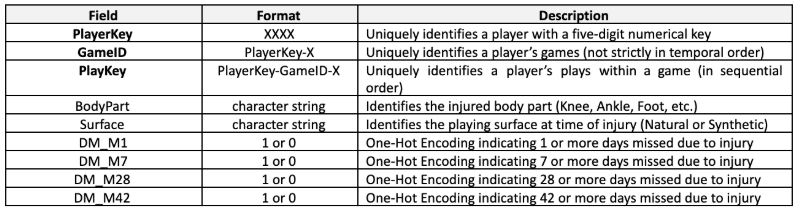 Field Format Description
PlayerKey XXXX Uniquely identifies a player with a five-digit numerical key
GameID PlayerKey-X Uniquely identifies a player's games (not strictly in temporal order)
PlayKey PlayerKey-GameID-X Uniquely identifies a player's plays within a game (in sequential
order)
BodyPart character string Identifies the injured body part (Knee, Ankle, Foot, etc.)
Surface character string Identifies the playing surface at time of injury (Natural or Synthetic)
DM_M1 1 or 0 One-Hot Encoding indicating 1 or more days missed due to injury
DM_M7 1 or 0 One-Hot Encoding indicating 7 or more days missed due to injury
DM_M28 1 or 0 One-Hot Encoding indicating 28 or more days missed due to injury
DM_M42 1 or 0 One-Hot Encoding indicating 42 or more days missed due to injury